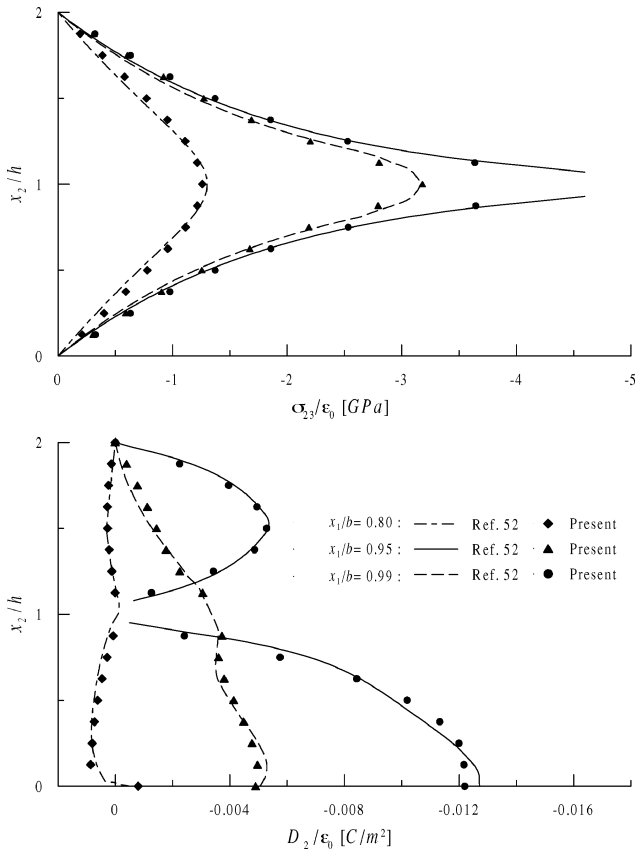 2
x2/h
1
0
0 -1 -2 -3 -4 -5
σ23/ε0 [GPa]
2
x1/b= 0.80 : Ref. 52 Present
x1/b= 0.95 : Ref. 52 Present
x1/b= 0.99 : Ref. 52 Present
x2/h
1
0
0 -0.004 -0.008 -0.012 -0.016
D2/ε0 [C/m²]